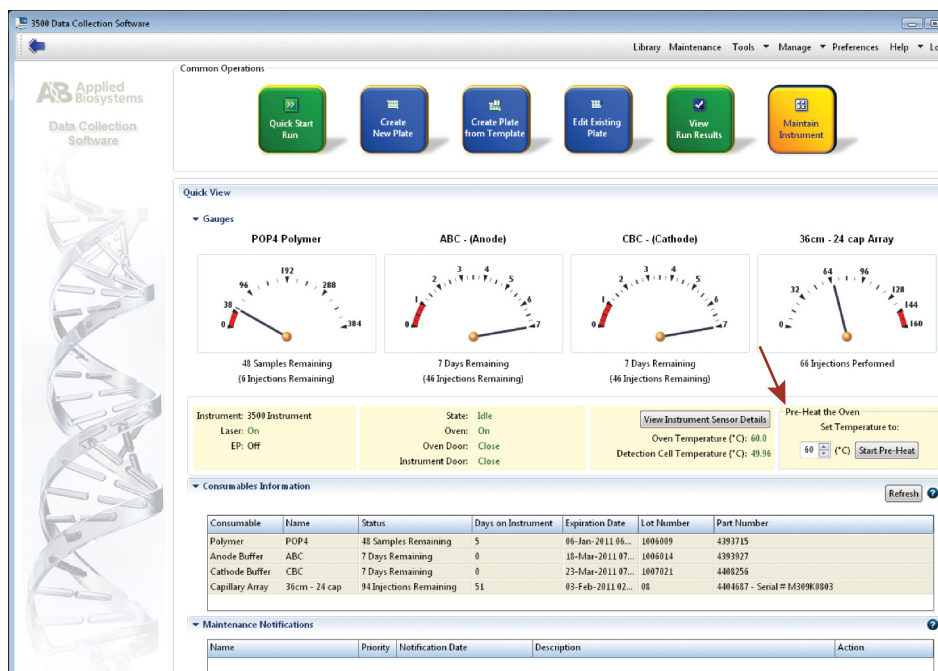 3500 Data Collection Software
Library Maintenance Tools Manage Preferences Help Lo
AB Applied Biosystems
Data Collection
Software
Common Operations
Quick Start
Run
Create
New Plate
Create Plate
from Template
Edit Existing
Plate
View
Run Results
Maintain
Instrument
Quick View
Gauges
POP4 Polymer
0 38 96 192 288 384
48 Samples Remaining
(6 Injections Remaining)
ABC - (Anode)
0 1 2 3 4 5 6 7
7 Days Remaining
(46 Injections Remaining)
CBC - (Cathode)
0 1 2 3 4 5 6 7
7 Days Remaining
(46 Injections Remaining)
36cm - 24 cap Array
0 32 64 96 128 144 160
66 Injections Performed
Instrument: 3500 Instrument
Laser: On
EP: Off
State: Idle
Oven: On
Oven Door: Close
Instrument Door: Close
View Instrument Sensor Details
Oven Temperature (°C): 60.0
Detection Cell Temperature (°C): 49.96
Pre-Heat the Oven
Set Temperature to:
60 (°C) Start Pre-Heat
Consumables Information
Refresh ?
Consumable Name Status Days on Instrument Expiration Date Lot Number Part Number
Polymer POP4 48 Samples Remaining 5 06-Jan-2011 06... 1006009 4393715
Anode Buffer ABC 7 Days Remaining 0 18-Mar-2011 07... 1006014 4393927
Cathode Buffer CBC 7 Days Remaining 0 23-Mar-2011 07... 1007021 4408256
Capillary Array 36cm - 24 cap 94 Injections Remaining 51 03-Feb-2011 02... 08 4404687 - Serial # M309K0803
Maintenance Notifications
?
Name Priority Notification Date Description Action